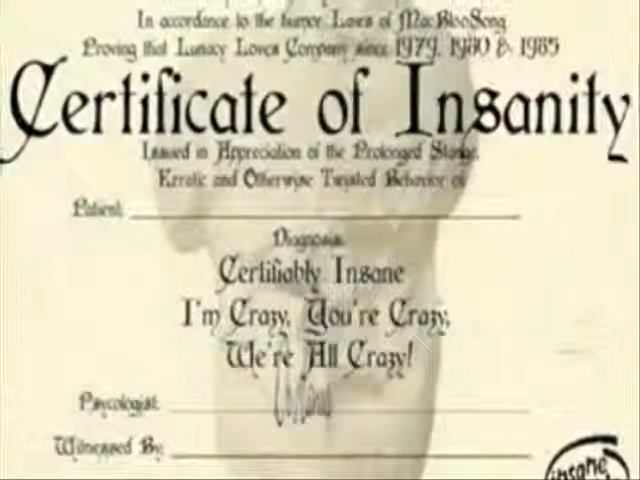 In accordance to the humor Laws of MacBlooSong
Proving that Lunacy Loves Company since 1979, 1980 & 1985
Certificate of Insanity
Issued in Appreciation of the Prolonged Strange,
Erratic and Otherwise Twisted Behavior of
Patient:
Diagnosis:
Certifiably Insane
I'm Crazy, You're Crazy,
We're All Crazy!
Psycologist:
Witnessed By:
insane